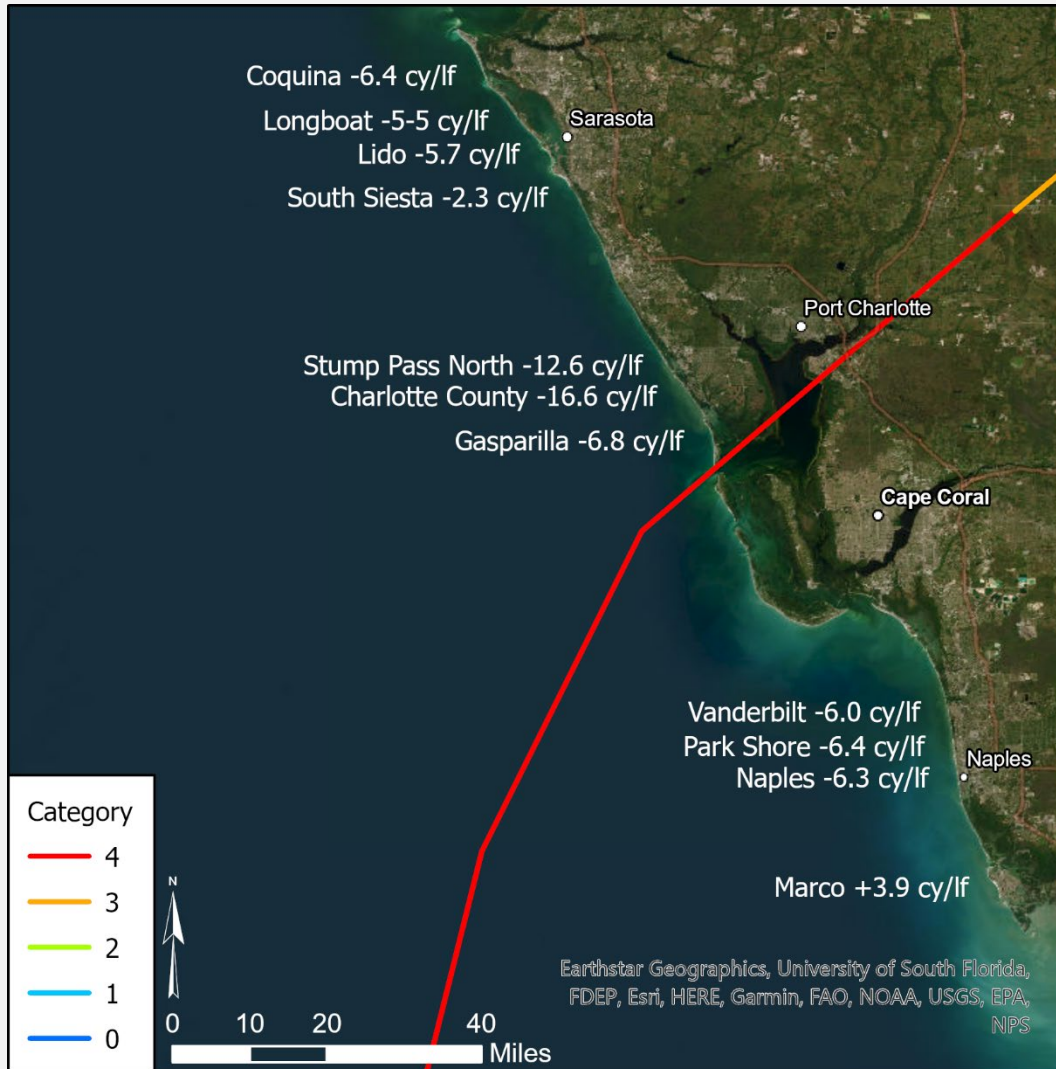 Coquina -6.4 cy/lf
Longboat -5-5 cy/lf
Sarasota
Lido -5.7 cy/lf
South Siesta -2.3 cy/lf
Port Charlotte
Stump Pass North -12.6 cy/lf
Charlotte County -16.6 cy/lf
Gasparilla -6.8 cy/lf
Cape Coral
Vanderbilt -6.0 cy/lf
Park Shore -6.4 cy/lf
Naples -6.3 cy/lf
Naples
Marco +3.9 cy/lf
Category
4
3
2
1
0
N
0 10 20 40
Miles
Earthstar Geographics, University of South Florida,
FDEP, Esri, HERE, Garmin, FAO, NOAA, USGS, EPA,
NPS